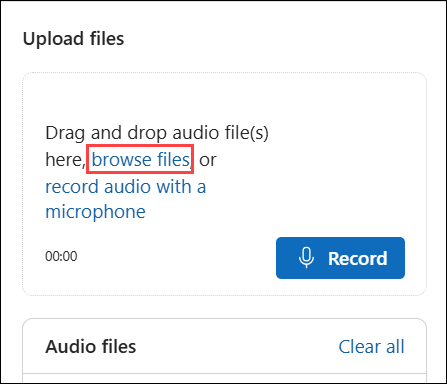 Upload files
Drag and drop audio file(s)
here, browse files, or
record audio with a
microphone
00:00
Record
Audio files
Clear all